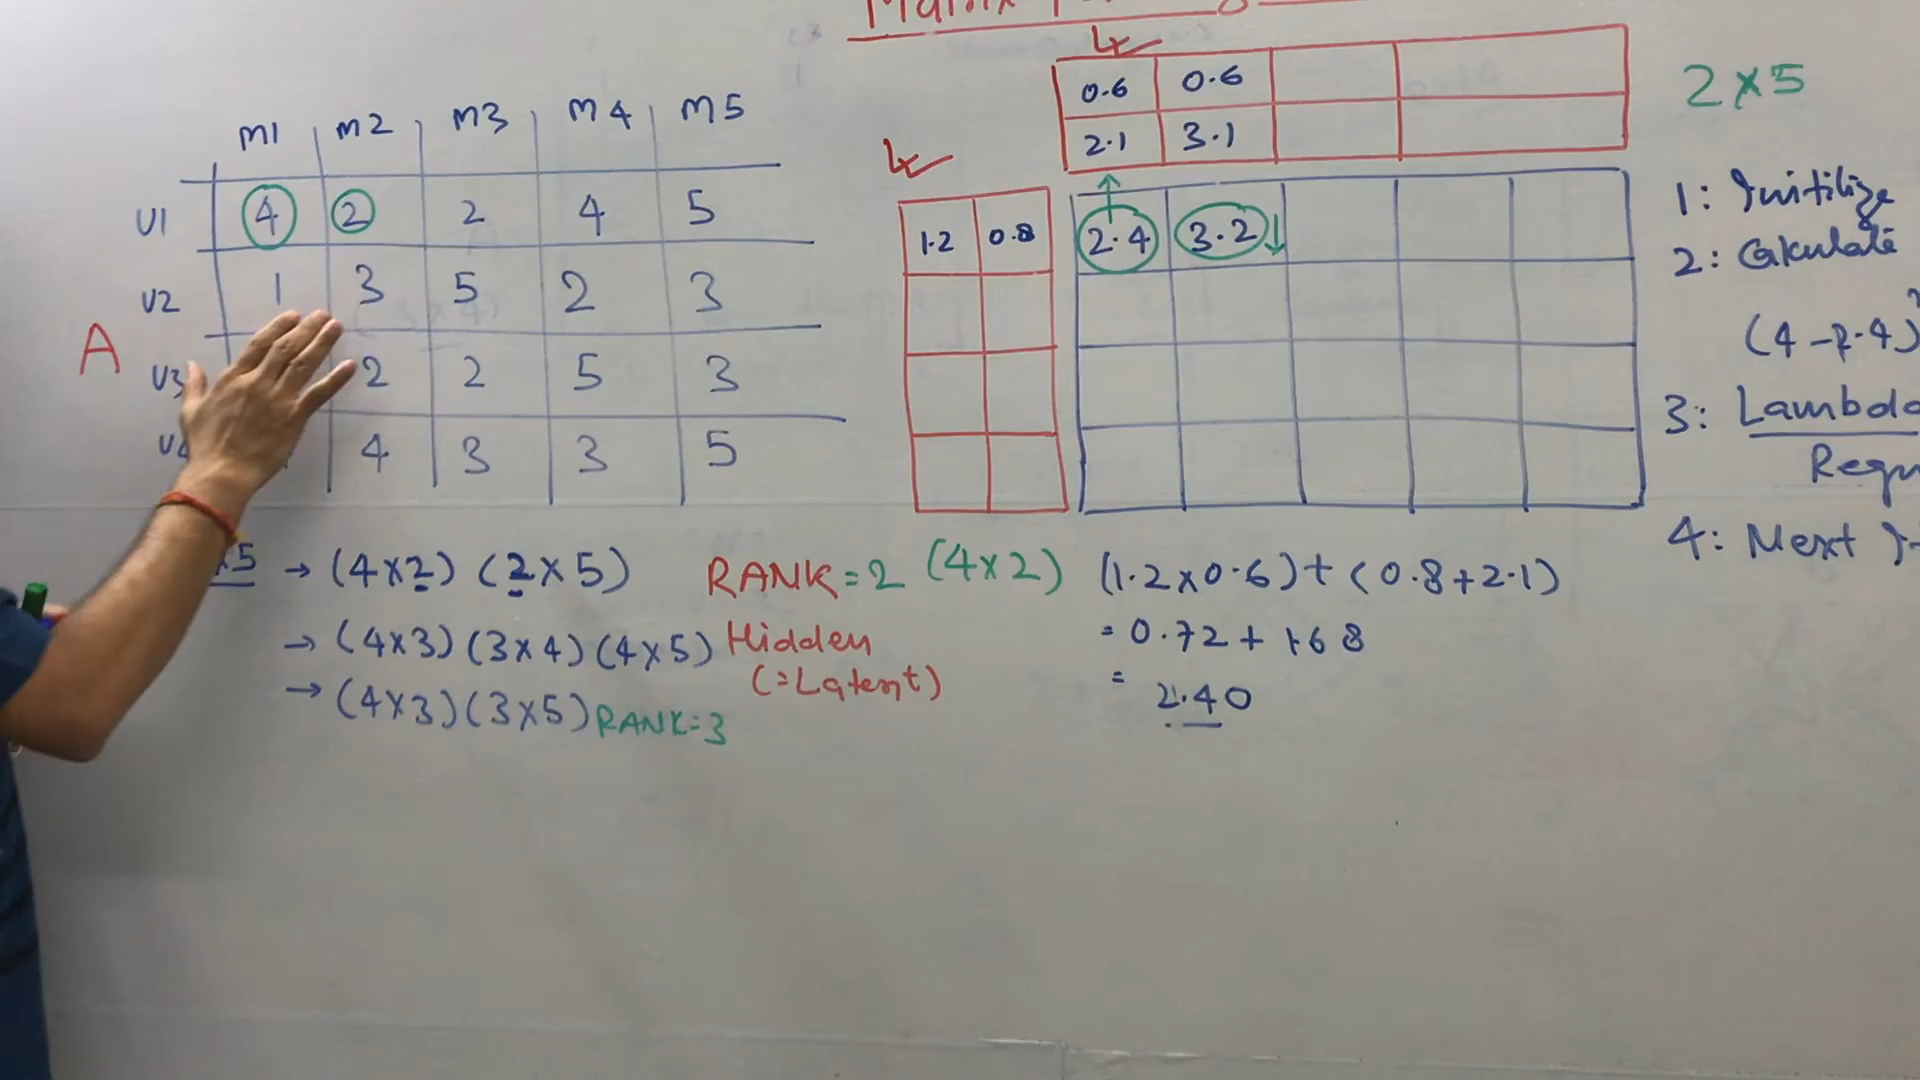 Matrix
m1 m2 m3 m4 m5
U1 4 2 2 4 5
U2 1 3 5 2 3
U3 2 2 5 3
4 3 3 5
A
0.6 0.6
2.1 3.1
2x5
1.2 0.8
2.4 3.2
1: Initilize
2: Calculate
3: Lambda
4: Next
x5 → (4x2) (2x5)
→ (4x3) (3x4) (4x5)
→ (4x3) (3x5) RANK=3
RANK=2 (4x2)
Hidden
(=Latent)
(1.2x0.6) + (0.8+2.1)
= 0.72 + 1.68
= 2.40